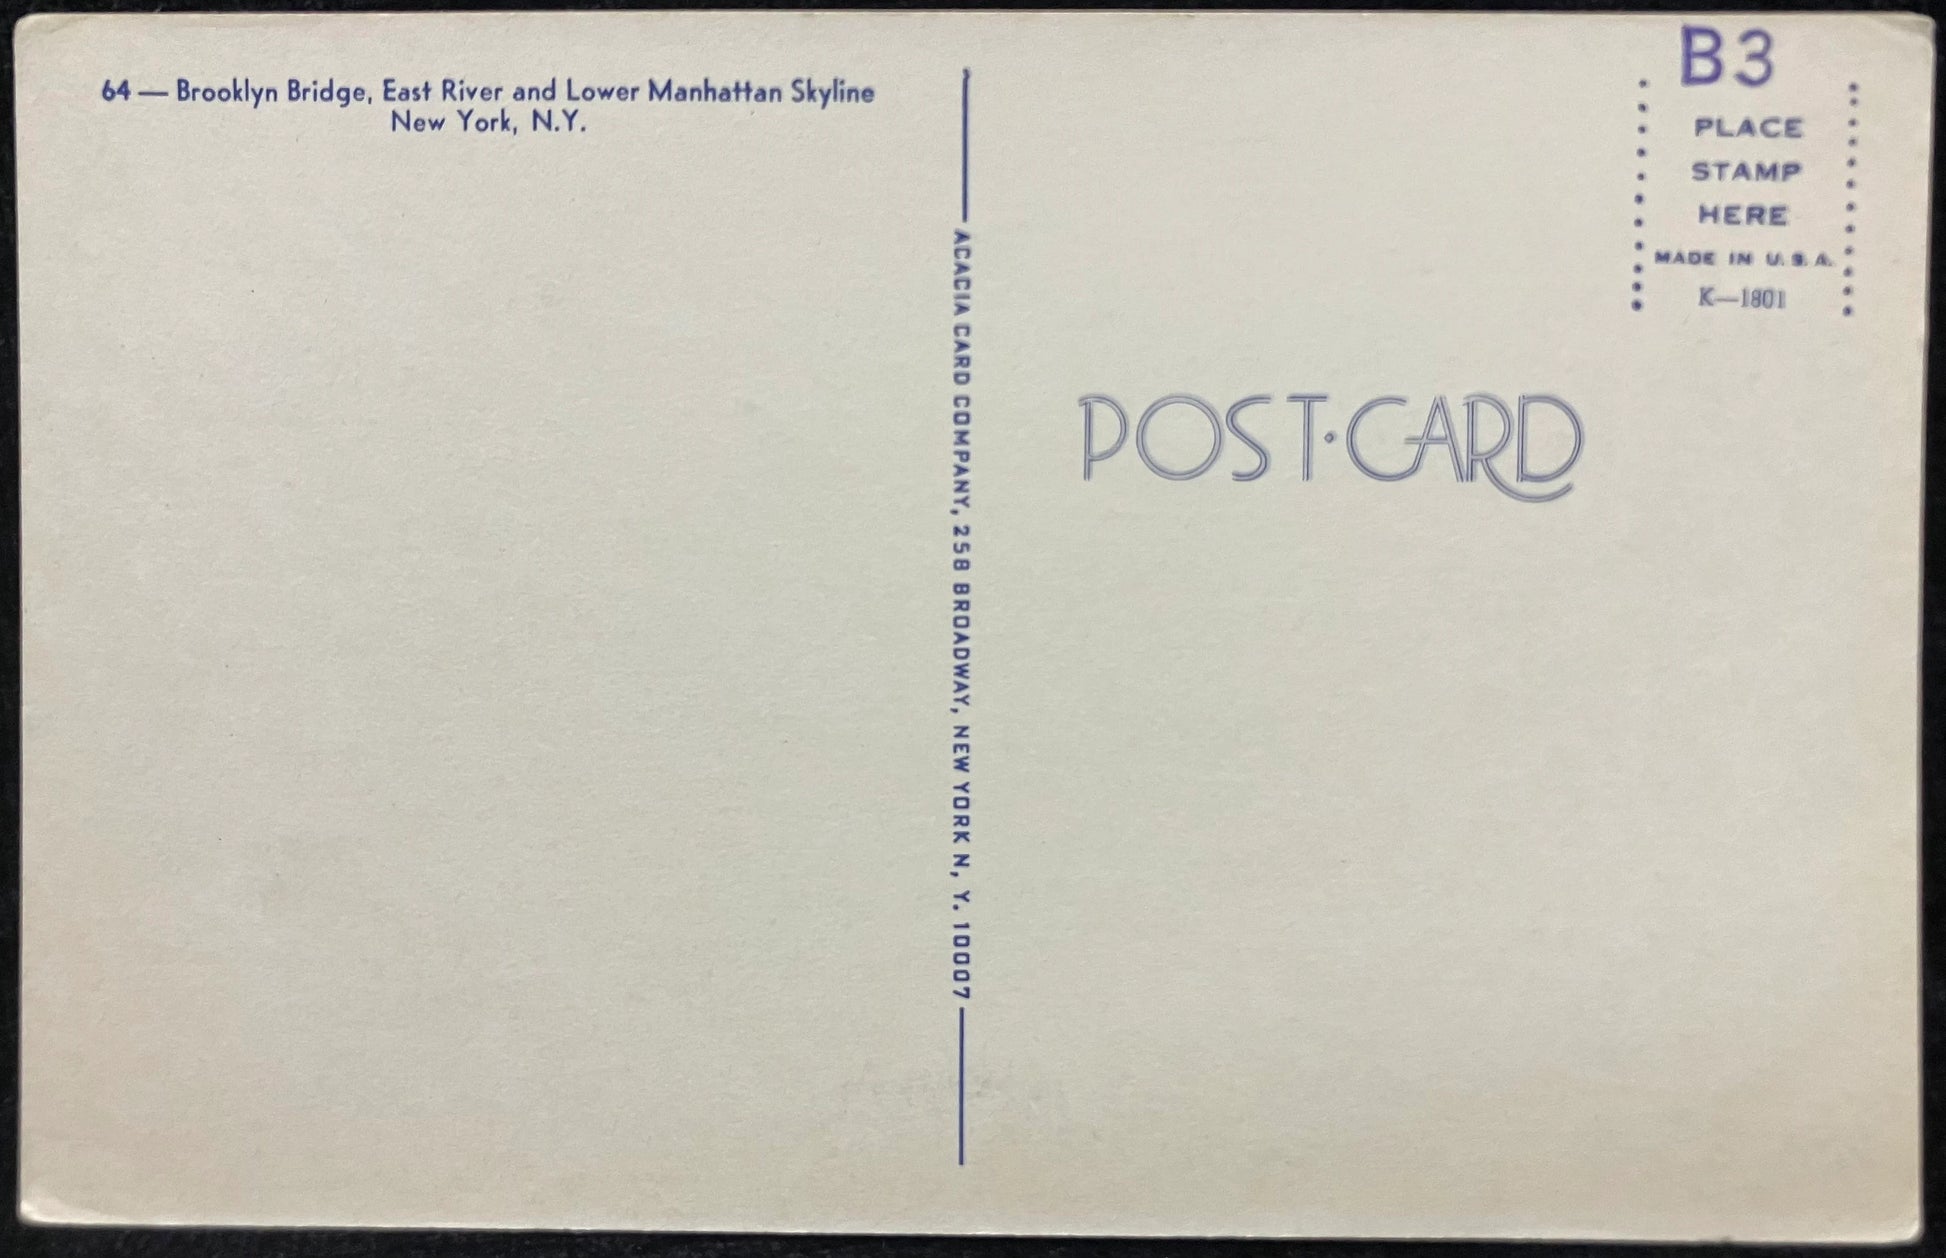 64 — Brooklyn Bridge, East River and Lower Manhattan Skyline
New York, N.Y.
ACACIA CARD COMPANY, 258 BROADWAY, NEW YORK N, Y. 10007
B3
PLACE
STAMP
HERE
MADE IN U.S.A.
K—1801
POST·CARD